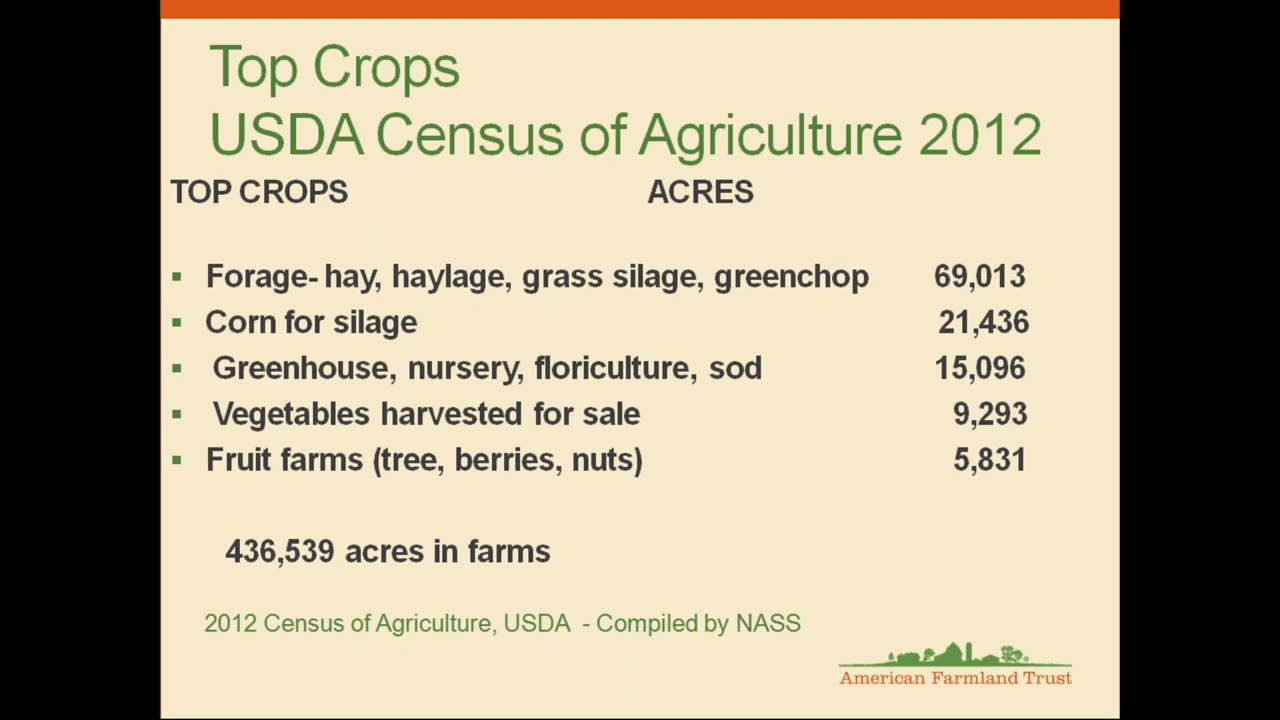 Top Crops
USDA Census of Agriculture 2012
TOP CROPS ACRES
▪ Forage- hay, haylage, grass silage, greenchop 69,013
▪ Corn for silage 21,436
▪ Greenhouse, nursery, floriculture, sod 15,096
▪ Vegetables harvested for sale 9,293
▪ Fruit farms (tree, berries, nuts) 5,831
436,539 acres in farms
2012 Census of Agriculture, USDA - Compiled by NASS
American Farmland Trust